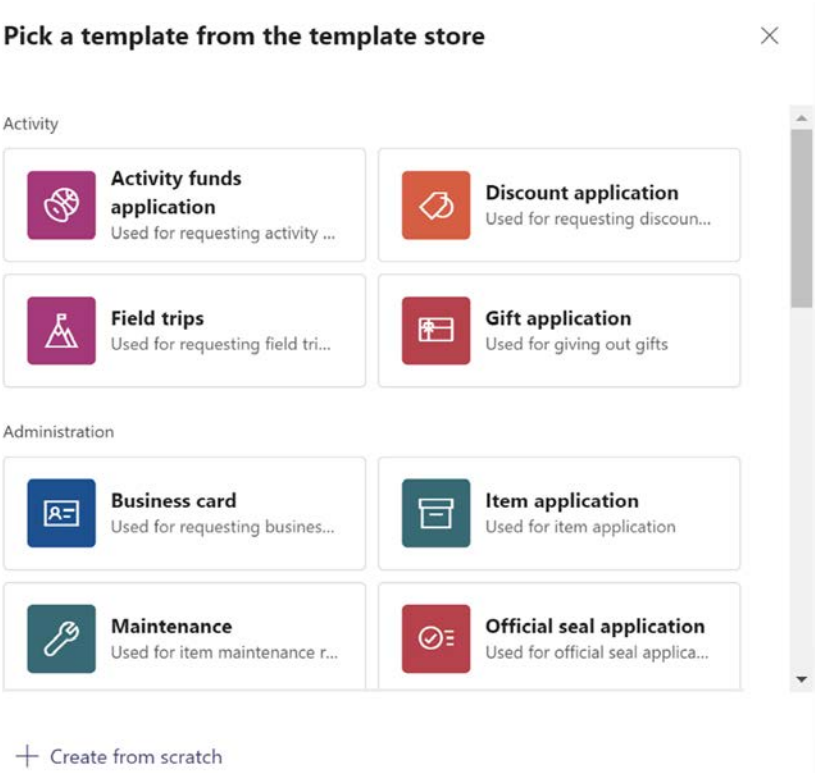 Pick a template from the template store
Activity
Activity funds
application
Used for requesting activity ...
Discount application
Used for requesting discoun...
Field trips
Used for requesting field tri...
Gift application
Used for giving out gifts
Administration
Business card
Used for requesting busines...
Item application
Used for item application
Maintenance
Used for item maintenance r...
Official seal application
Used for official seal applica...
Create from scratch